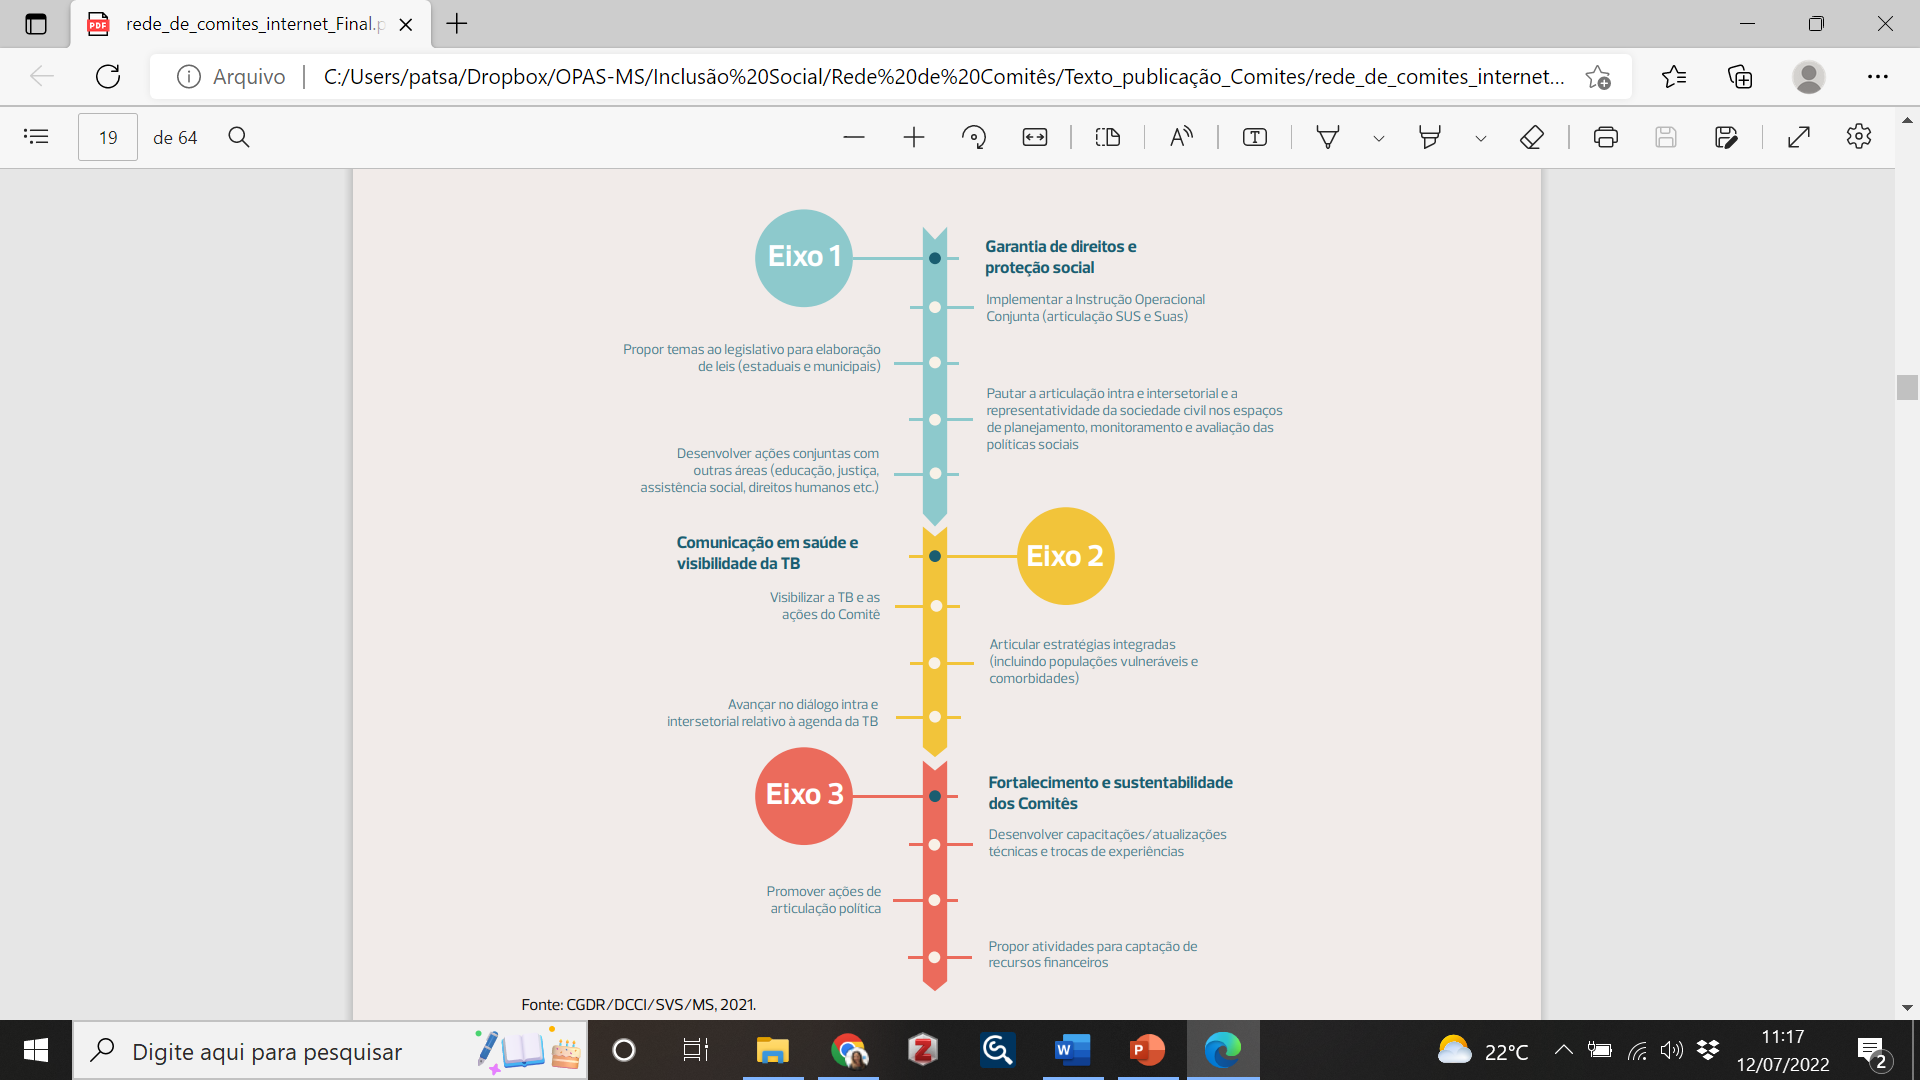 rede_de_comites_internet_Final.p
Arquivo
C:/Users/patsa/Dropbox/OPAS-MS/Inclusão%20Social/Rede%20de%20Comitês/Texto_publicação_Comites/rede_de_comites_internet...
19
de 64
Eixo 1
Garantia de direitos e
proteção social
Implementar a Instrução Operacional
Conjunta (articulação SUS e Suas)
Propor temas ao legislativo para elaboração
de leis (estaduais e municipais)
Pautar a articulação intra e intersetorial e a
representatividade da sociedade civil nos espaços
de planejamento, monitoramento e avaliação das
políticas sociais
Desenvolver ações conjuntas com
outras áreas (educação, justiça,
assistência social, direitos humanos etc.)
Comunicação em saúde e
visibilidade da TB
Eixo 2
Visibilizar a TB e as
ações do Comitê
Articular estratégias integradas
(incluindo populações vulneráveis e
comorbidades)
Avançar no diálogo intra e
intersetorial relativo à agenda da TB
Eixo 3
Fortalecimento e sustentabilidade
dos Comitês
Desenvolver capacitações/atualizações
técnicas e trocas de experiências
Promover ações de
articulação política
Propor atividades para captação de
recursos financeiros
Fonte: CGDR/DCCI/SVS/MS, 2021.
Digite aqui para pesquisar
22°C
11:17
12/07/2022
2